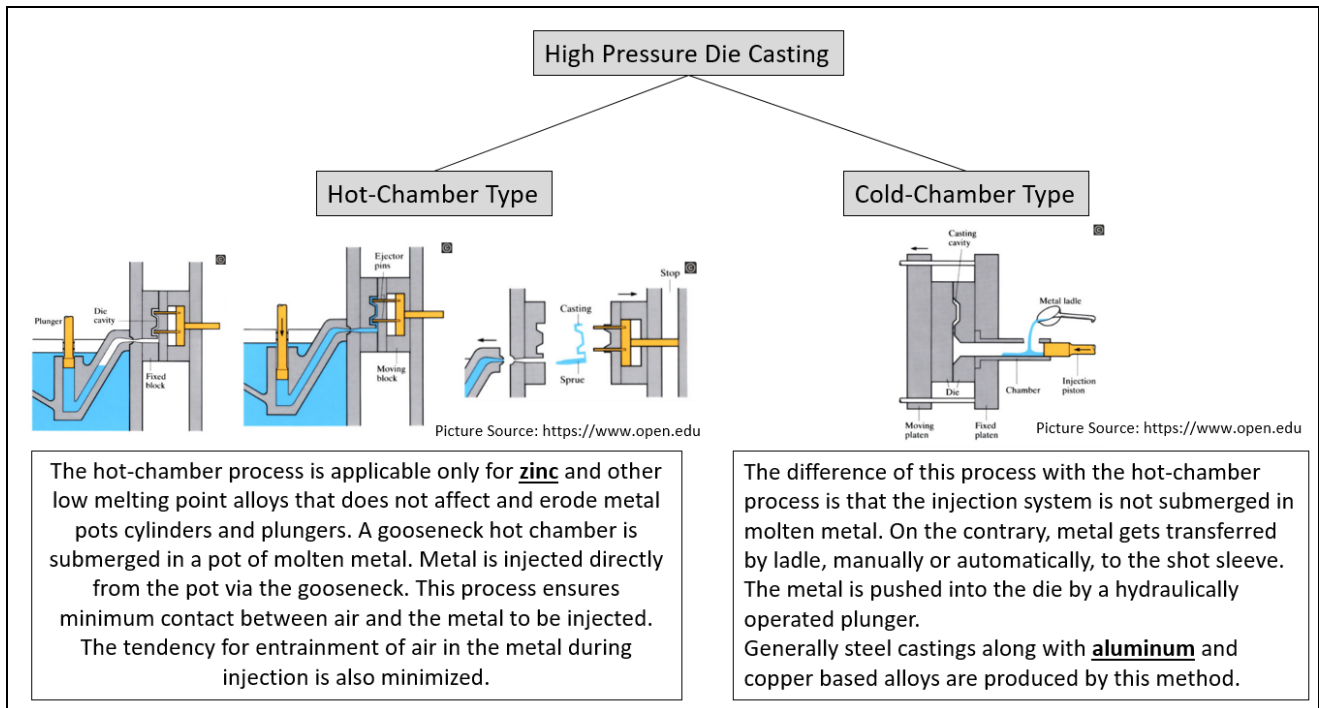 High Pressure Die Casting
Hot-Chamber Type
Cold-Chamber Type
Plunger
Die
cavity
Fixed
block
Ejector
pins
Moving
block
Casting
Sprue
Stop
Picture Source: https://www.open.edu
Casting
cavity
Metal ladle
Die
Chamber
Injection
piston
Moving
platen
Fixed
platen
Picture Source: https://www.open.edu
The hot-chamber process is applicable only for zinc and other
low melting point alloys that does not affect and erode metal
pots cylinders and plungers. A gooseneck hot chamber is
submerged in a pot of molten metal. Metal is injected directly
from the pot via the gooseneck. This process ensures
minimum contact between air and the metal to be injected.
The tendency for entrainment of air in the metal during
injection is also minimized.
The difference of this process with the hot-chamber
process is that the injection system is not submerged in
molten metal. On the contrary, metal gets transferred
by ladle, manually or automatically, to the shot sleeve.
The metal is pushed into the die by a hydraulically
operated plunger.
Generally steel castings along with aluminum and
copper based alloys are produced by this method.